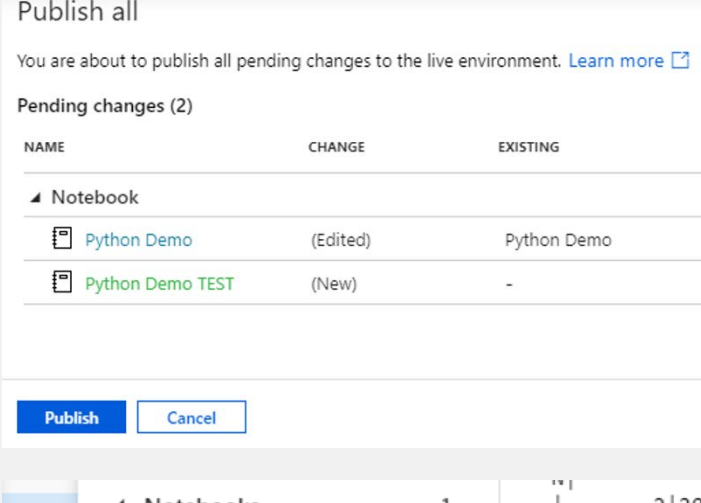 Publish all
You are about to publish all pending changes to the live environment. Learn more
Pending changes (2)
NAME CHANGE EXISTING
Notebook
Python Demo (Edited) Python Demo
Python Demo TEST (New) -
Publish Cancel